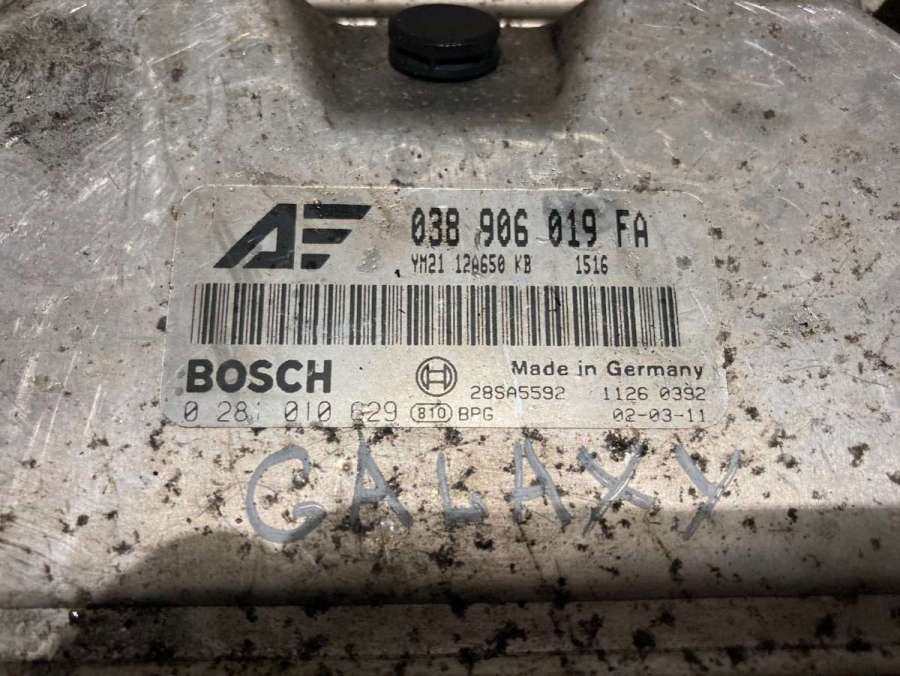 AF 038 906 019 FA
YM21 12A650 KB 1516
BOSCH Made in Germany
28SA5592 1126 0392
0 281 010 629 810 BPG 02-03-11
GALAXY